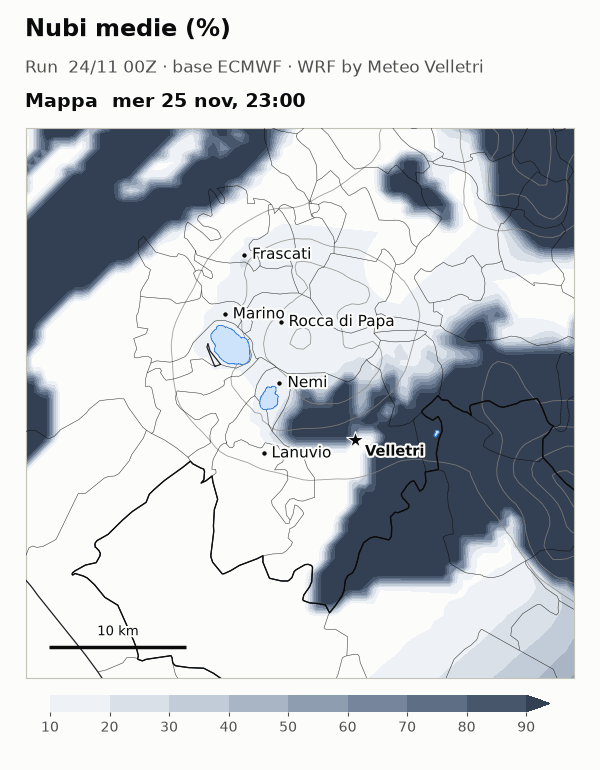 Nubi medie (%)
Run  24/11 00Z · base ECMWF · WRF by Meteo Velletri
Mappa  mer 25 nov, 23:00
Frascati
Marino
Rocca di Papa
Nemi
Velletri
Lanuvio
10 km
10 20 30 40 50 60 70 80 90